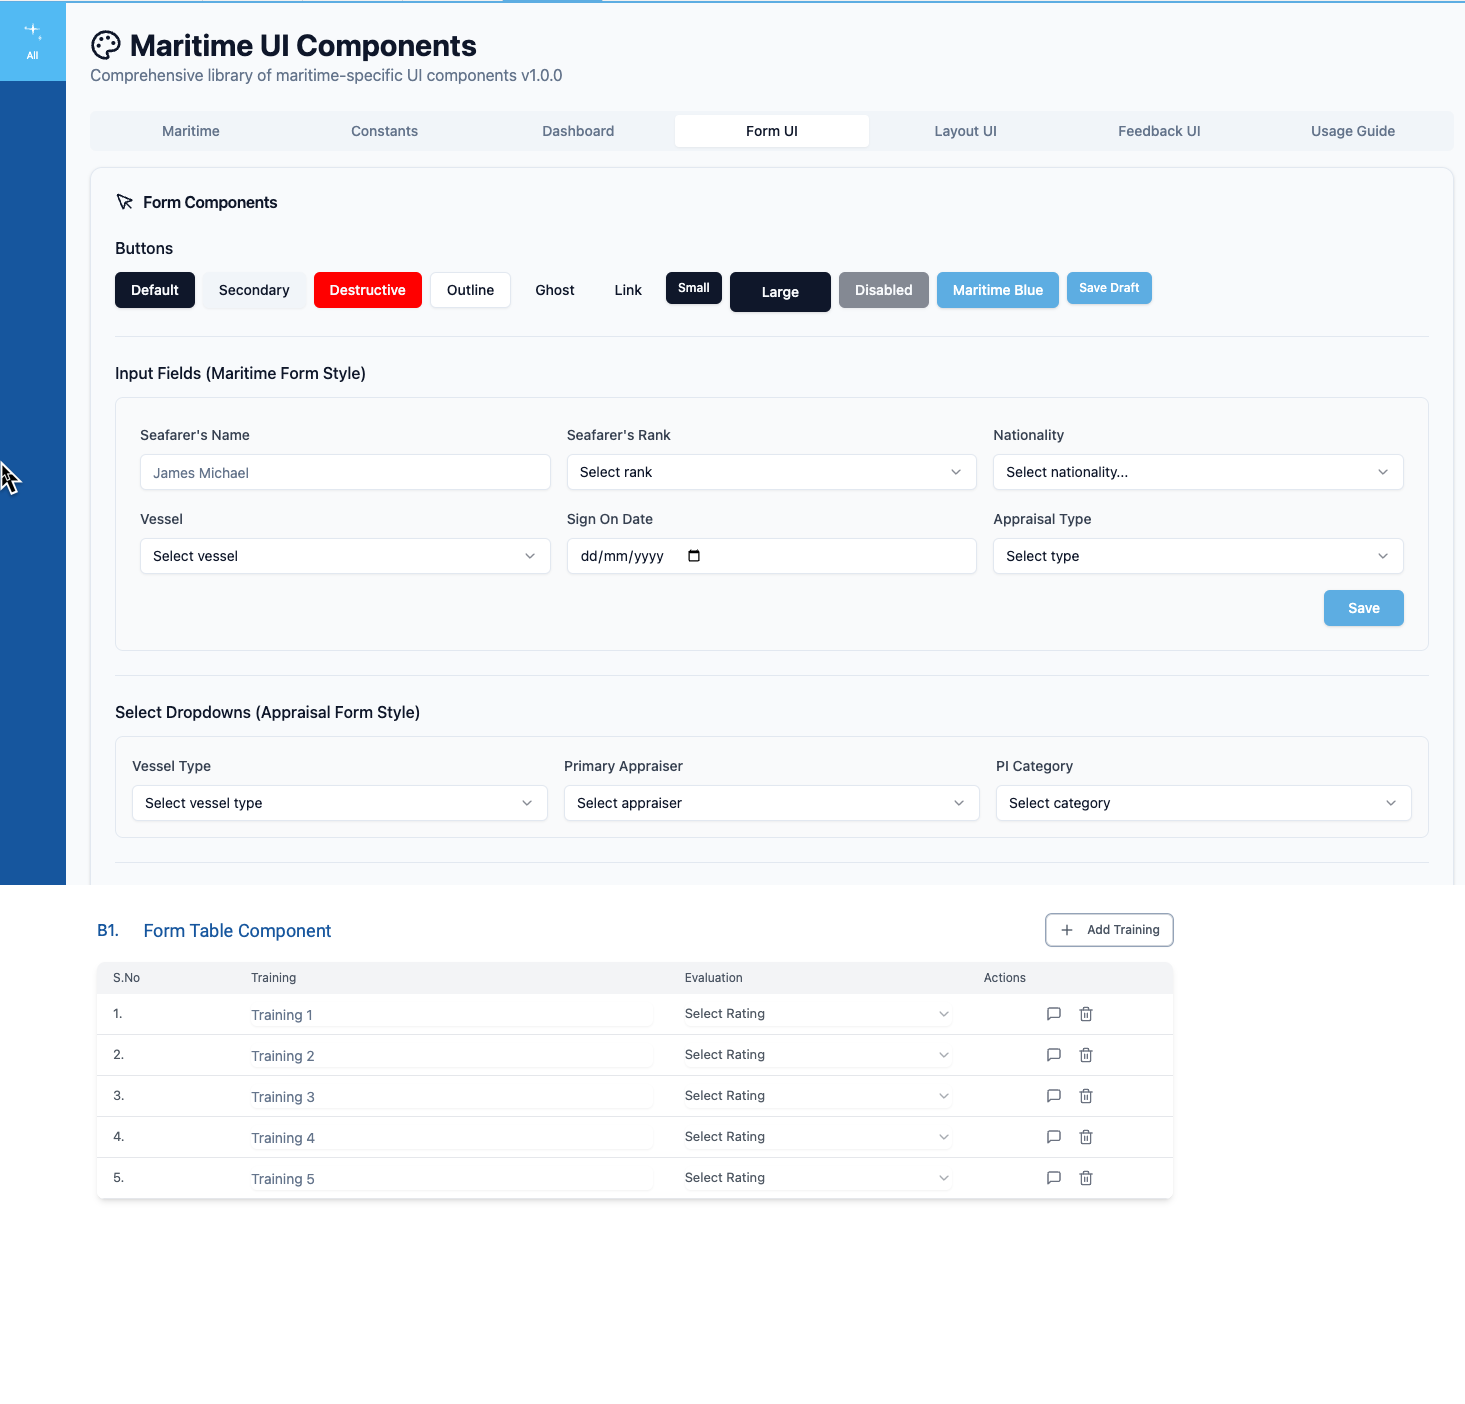 All
Maritime UI Components
Comprehensive library of maritime-specific UI components v1.0.0
Maritime Constants Dashboard Form UI Layout UI Feedback UI Usage Guide
Form Components
Buttons
Default Secondary Destructive Outline Ghost Link Small Large Disabled Maritime Blue Save Draft
Input Fields (Maritime Form Style)
Seafarer's Name Seafarer's Rank Nationality
James Michael Select rank Select nationality...
Vessel Sign On Date Appraisal Type
Select vessel dd/mm/yyyy Select type
Save
Select Dropdowns (Appraisal Form Style)
Vessel Type Primary Appraiser PI Category
Select vessel type Select appraiser Select category
B1. Form Table Component Add Training
S.No Training Evaluation Actions
1. Training 1 Select Rating
2. Training 2 Select Rating
3. Training 3 Select Rating
4. Training 4 Select Rating
5. Training 5 Select Rating